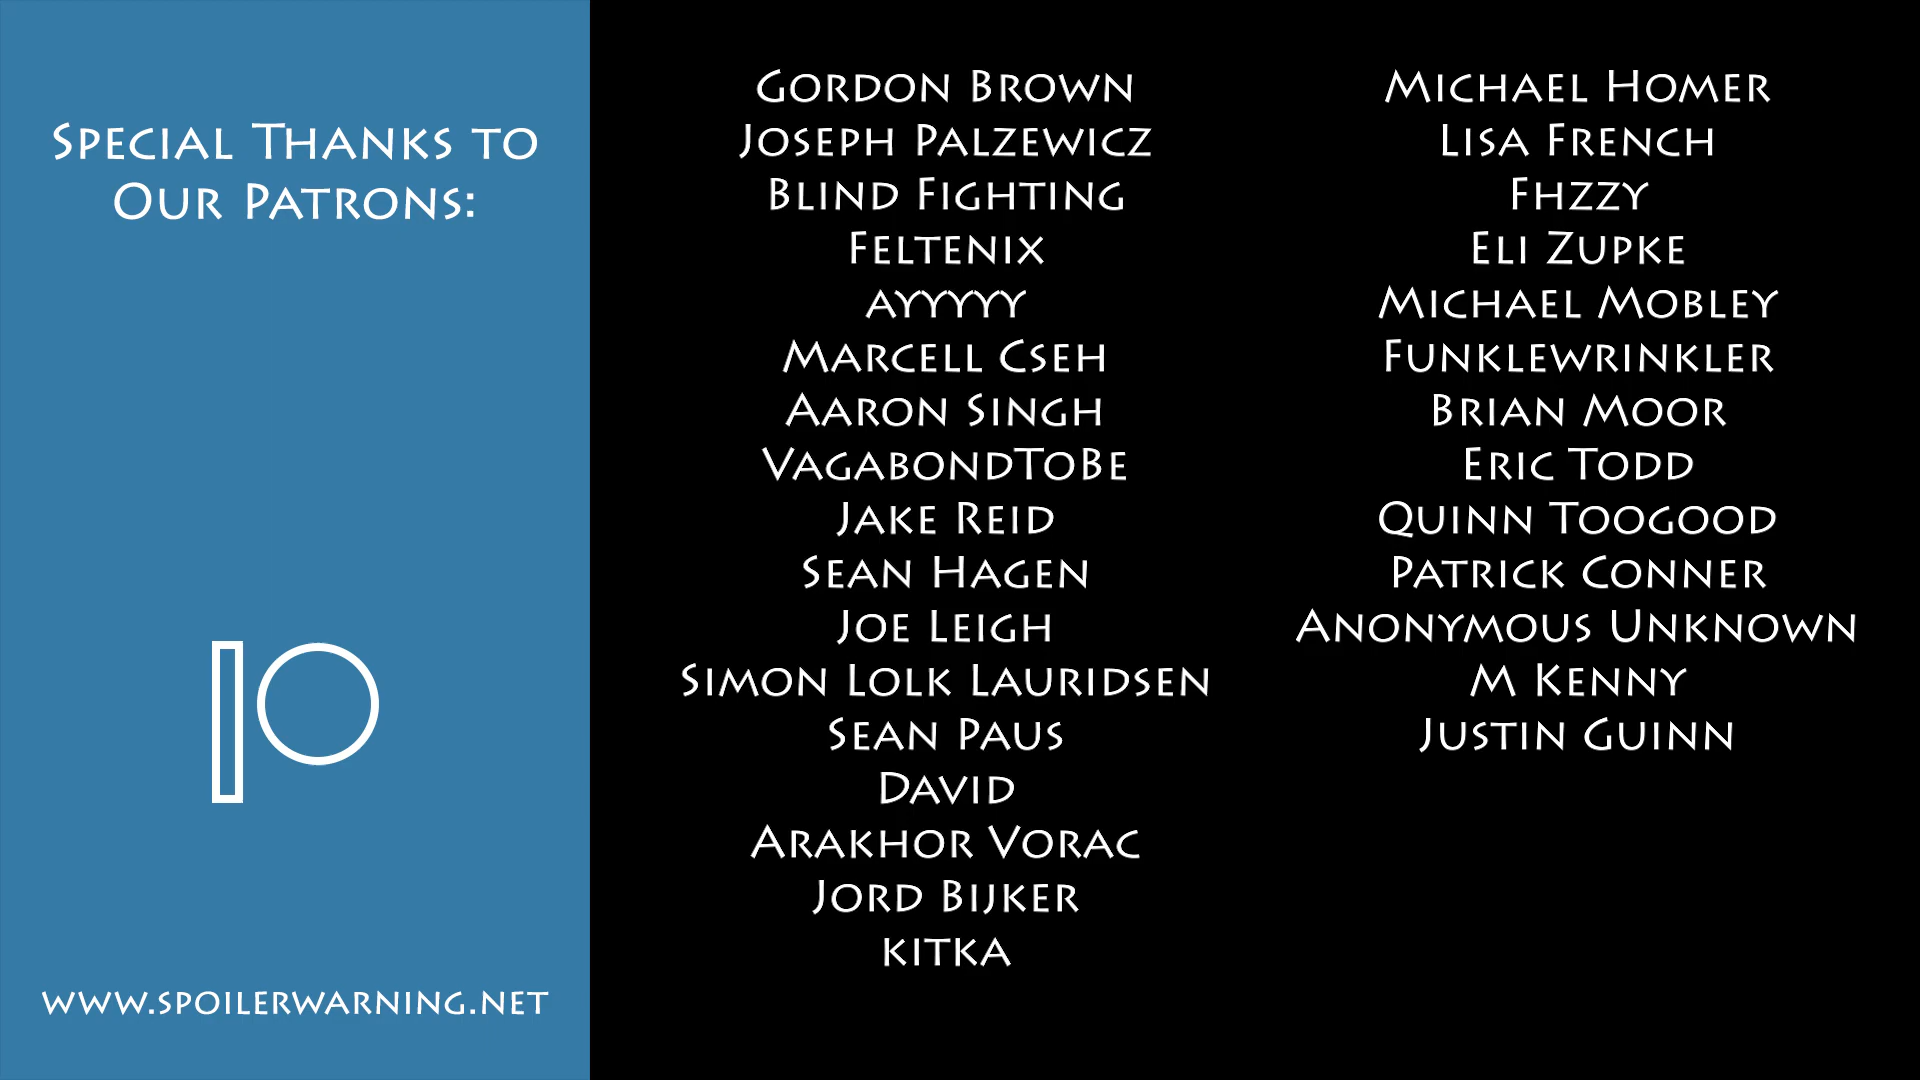 Special Thanks to
Our Patrons:
www.spoilerwarning.net
Gordon Brown
Joseph Palzewicz
Blind Fighting
Feltenix
ayyyyy
Marcell Cseh
Aaron Singh
VagabondToBe
Jake Reid
Sean Hagen
Joe Leigh
Simon Lolk Lauridsen
Sean Paus
David
Arakhor Vorac
Jord Bijker
kitka
Michael Homer
Lisa French
Fhzzy
Eli Zupke
Michael Mobley
Funklewrinkler
Brian Moor
Eric Todd
Quinn Toogood
Patrick Conner
Anonymous Unknown
M Kenny
Justin Guinn